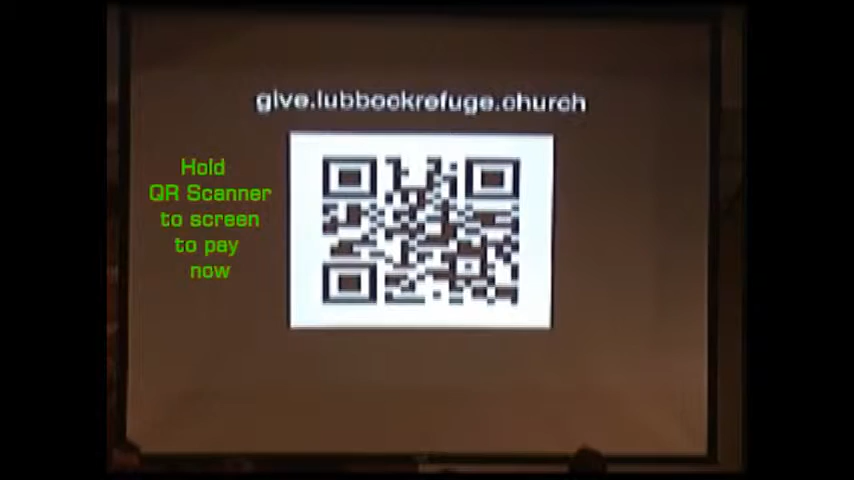 give.lubbockrefuge.church
Hold
QR Scanner
to screen
to pay
now